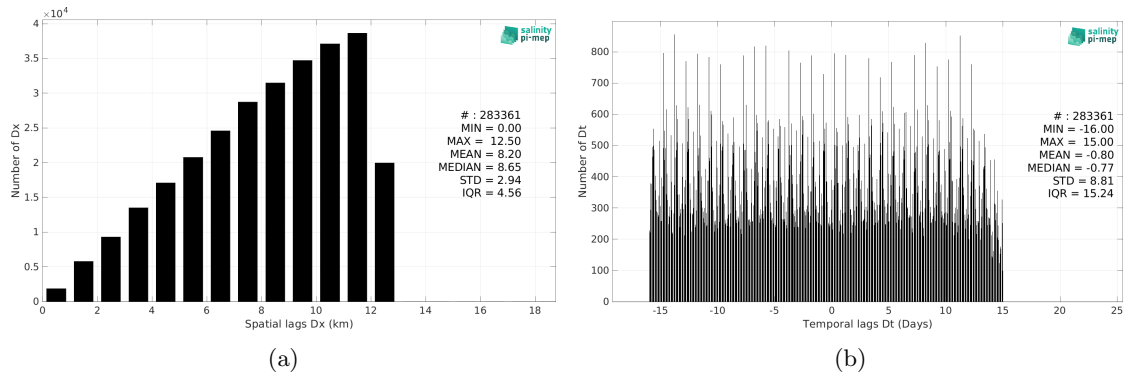 ×10⁴
4
3.5
3
2.5
2
1.5
1
0.5
0
Number of Dx
salinity
pi-mep
# : 283361
MIN = 0.00
MAX = 12.50
MEAN = 8.20
MEDIAN = 8.65
STD = 2.94
IQR = 4.56
0 2 4 6 8 10 12 14 16 18
Spatial lags Dx (km)
(a)
800
700
600
500
400
300
200
100
0
Number of Dt
salinity
pi-mep
# : 283361
MIN = -16.00
MAX = 15.00
MEAN = -0.80
MEDIAN = -0.77
STD = 8.81
IQR = 15.24
-15 -10 -5 0 5 10 15 20 25
Temporal lags Dt (Days)
(b)